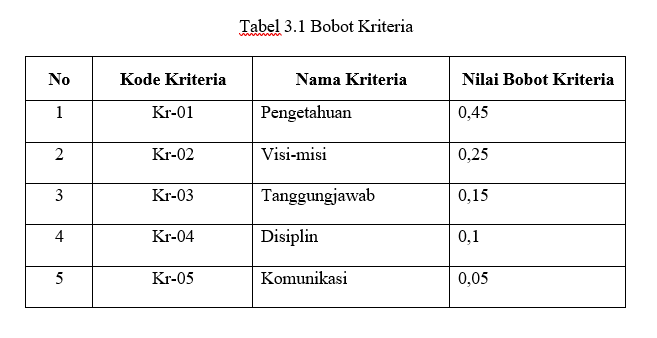 Tabel 3.1 Bobot Kriteria
No Kode Kriteria Nama Kriteria Nilai Bobot Kriteria
1 Kr-01 Pengetahuan 0,45
2 Kr-02 Visi-misi 0,25
3 Kr-03 Tanggungjawab 0,15
4 Kr-04 Disiplin 0,1
5 Kr-05 Komunikasi 0,05